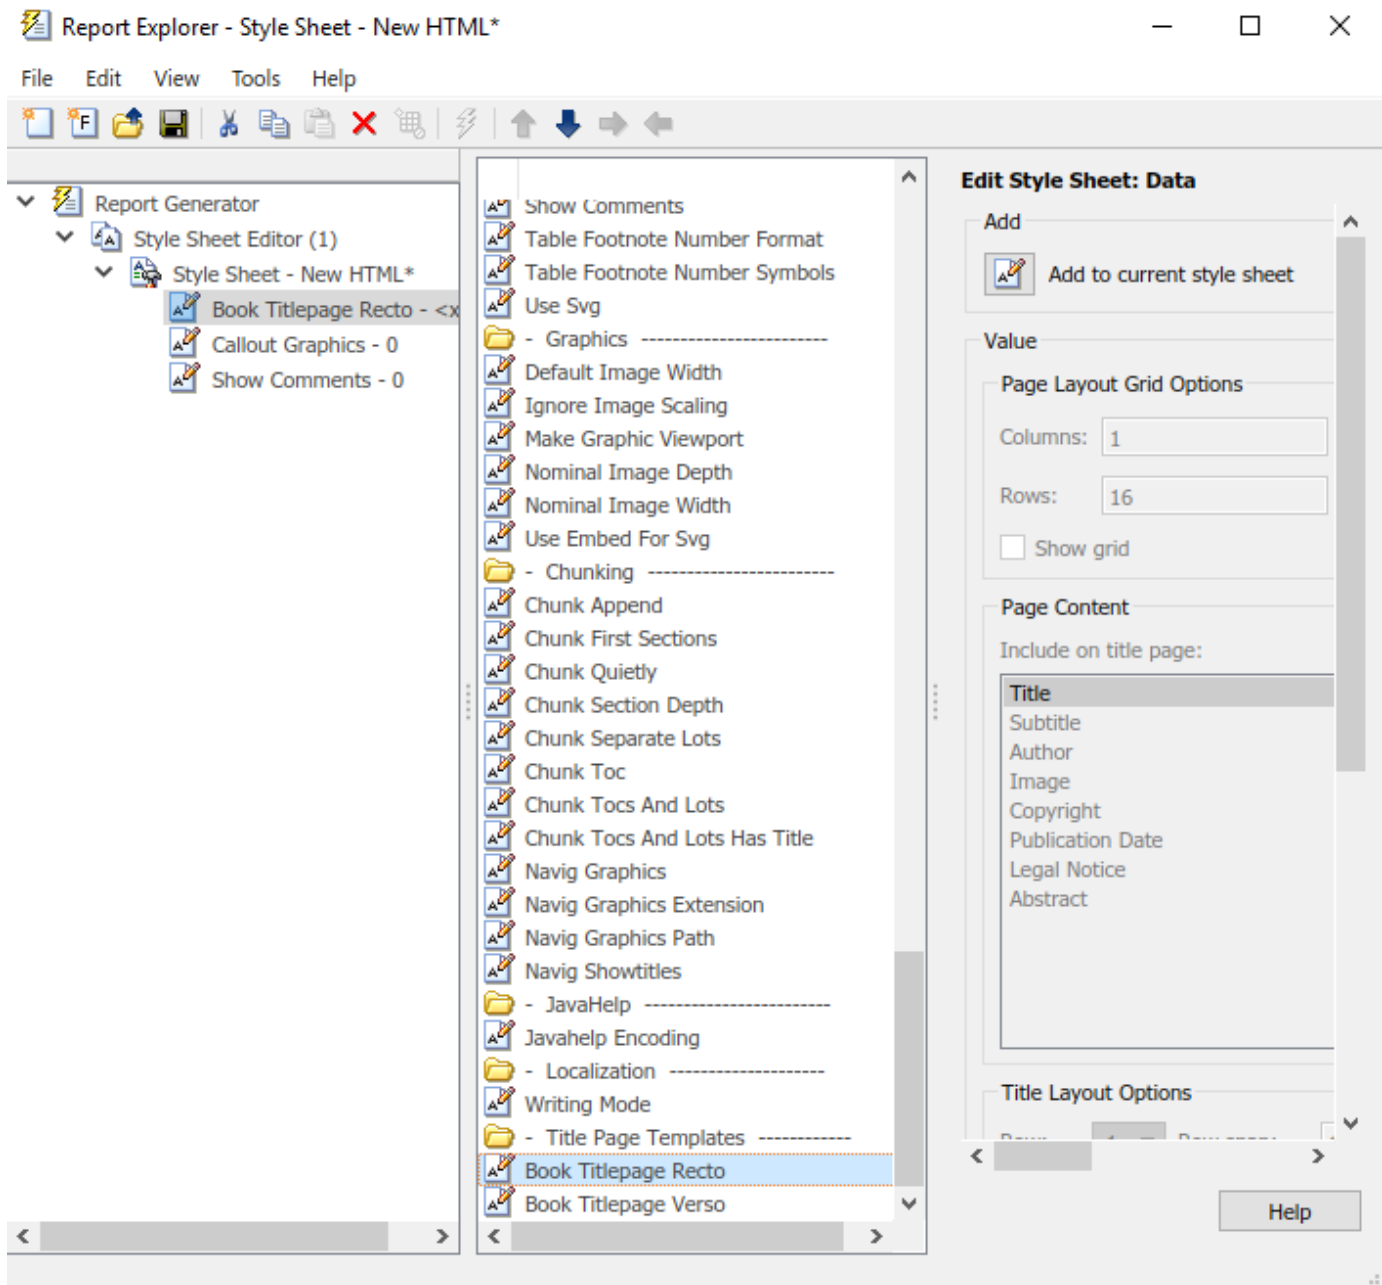 Report Explorer - Style Sheet - New HTML*
File Edit View Tools Help
Report Generator
Style Sheet Editor (1)
Style Sheet - New HTML*
Book Titlepage Recto - <x
Callout Graphics - 0
Show Comments - 0
Show Comments
Table Footnote Number Format
Table Footnote Number Symbols
Use Svg
- Graphics ------------------------
Default Image Width
Ignore Image Scaling
Make Graphic Viewport
Nominal Image Depth
Nominal Image Width
Use Embed For Svg
- Chunking ------------------------
Chunk Append
Chunk First Sections
Chunk Quietly
Chunk Section Depth
Chunk Separate Lots
Chunk Toc
Chunk Tocs And Lots
Chunk Tocs And Lots Has Title
Navig Graphics
Navig Graphics Extension
Navig Graphics Path
Navig Showtitles
- JavaHelp ------------------------
Javahelp Encoding
- Localization --------------------
Writing Mode
- Title Page Templates ------------
Book Titlepage Recto
Book Titlepage Verso
Edit Style Sheet: Data
Add
Add to current style sheet
Value
Page Layout Grid Options
Columns: 1
Rows: 16
Show grid
Page Content
Include on title page:
Title
Subtitle
Author
Image
Copyright
Publication Date
Legal Notice
Abstract
Title Layout Options
Help